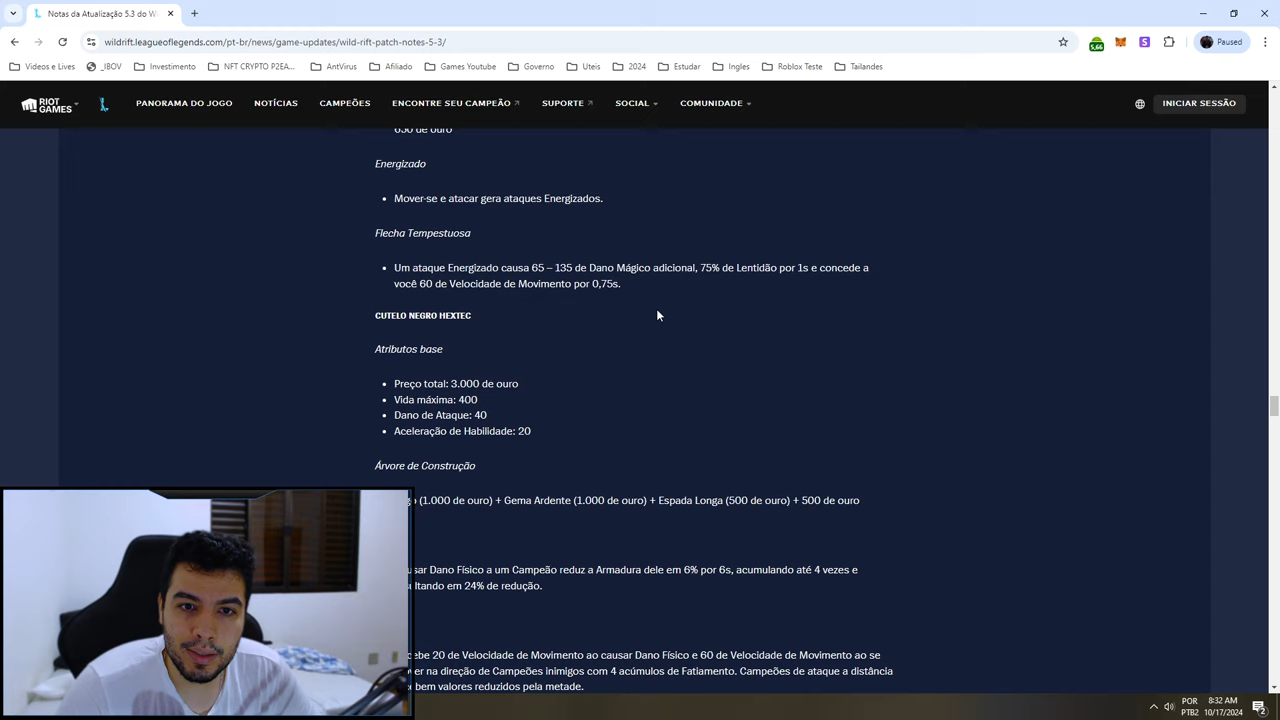 Notas da Atualização 5.3 do Wi
wildrift.leagueoflegends.com/pt-br/news/game-updates/wild-rift-patch-notes-5-3/
5,66
S
Paused
Videos e Lives
_IBOV
Investimento
NFT CRYPTO P2EA...
AntVirus
Afiliado
Games Youtube
Governo
Uteis
2024
Estudar
Ingles
Roblox Teste
Tailandes
RIOT GAMES
PANORAMA DO JOGO
NOTÍCIAS
CAMPEÕES
ENCONTRE SEU CAMPEÃO
SUPORTE
SOCIAL
COMUNIDADE
INICIAR SESSÃO
650 de ouro
Energizado
• Mover-se e atacar gera ataques Energizados.
Flecha Tempestuosa
• Um ataque Energizado causa 65 – 135 de Dano Mágico adicional, 75% de Lentidão por 1s e concede a
você 60 de Velocidade de Movimento por 0,75s.
CUTELO NEGRO HEXTEC
Atributos base
• Preço total: 3.000 de ouro
• Vida máxima: 400
• Dano de Ataque: 40
• Aceleração de Habilidade: 20
Árvore de Construção
(1.000 de ouro) + Gema Ardente (1.000 de ouro) + Espada Longa (500 de ouro) + 500 de ouro
Dano Físico a um Campeão reduz a Armadura dele em 6% por 6s, acumulando até 4 vezes e
em 24% de redução.
20 de Velocidade de Movimento ao causar Dano Físico e 60 de Velocidade de Movimento ao se
na direção de Campeões inimigos com 4 acúmulos de Fatiamento. Campeões de ataque a distância
valores reduzidos pela metade.
POR
PTB2
8:32 AM
10/17/2024
2